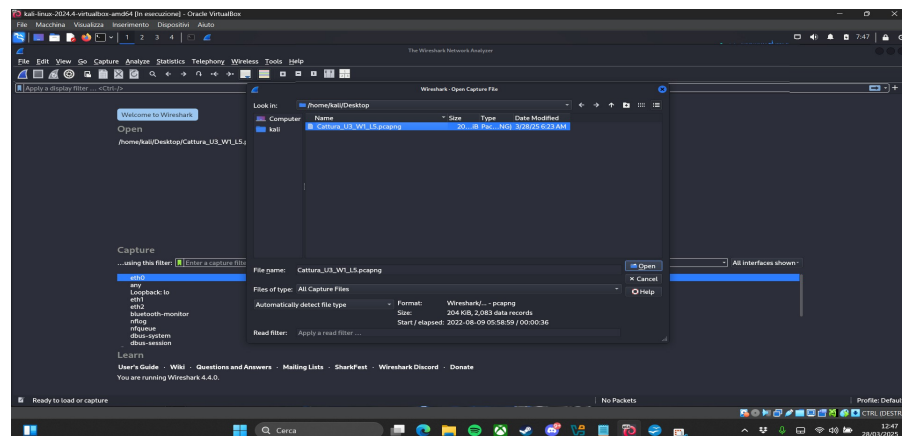 kali-linux-2024.4-virtualbox-amd64 [In esecuzione] - Oracle VirtualBox
File Macchina Visualizza Inserimento Dispositivi Aiuto
1 2 3 4
7:47
The Wireshark Network Analyzer
File Edit View Go Capture Analyze Statistics Telephony Wireless Tools Help
Apply a display filter ... <Ctrl-/>
Wireshark · Open Capture File
Look in: /home/kali/Desktop
Computer
kali
Name Size Type Date Modified
Cattura_U3_W1_L5.pcapng 20...iB Pac...NG) 3/28/25 6:23 AM
Welcome to Wireshark
Open
/home/kali/Desktop/Cattura_U3_W1_L5.p
Capture
...using this filter: Enter a capture filte
All interfaces shown
eth0
any
Loopback: lo
eth1
eth2
bluetooth-monitor
nflog
nfqueue
dbus-system
dbus-session
File name: Cattura_U3_W1_L5.pcapng
Open
Cancel
Files of type: All Capture Files
Help
Automatically detect file type
Format: Wireshark/... - pcapng
Size: 204 KiB, 2,083 data records
Start / elapsed: 2022-08-09 05:58:59 / 00:00:36
Read filter: Apply a read filter ...
Learn
User's Guide · Wiki · Questions and Answers · Mailing Lists · SharkFest · Wireshark Discord · Donate
You are running Wireshark 4.4.0.
Ready to load or capture
No Packets
Profile: Defaul
CTRL (DESTR
Cerca
12:47
28/03/2025